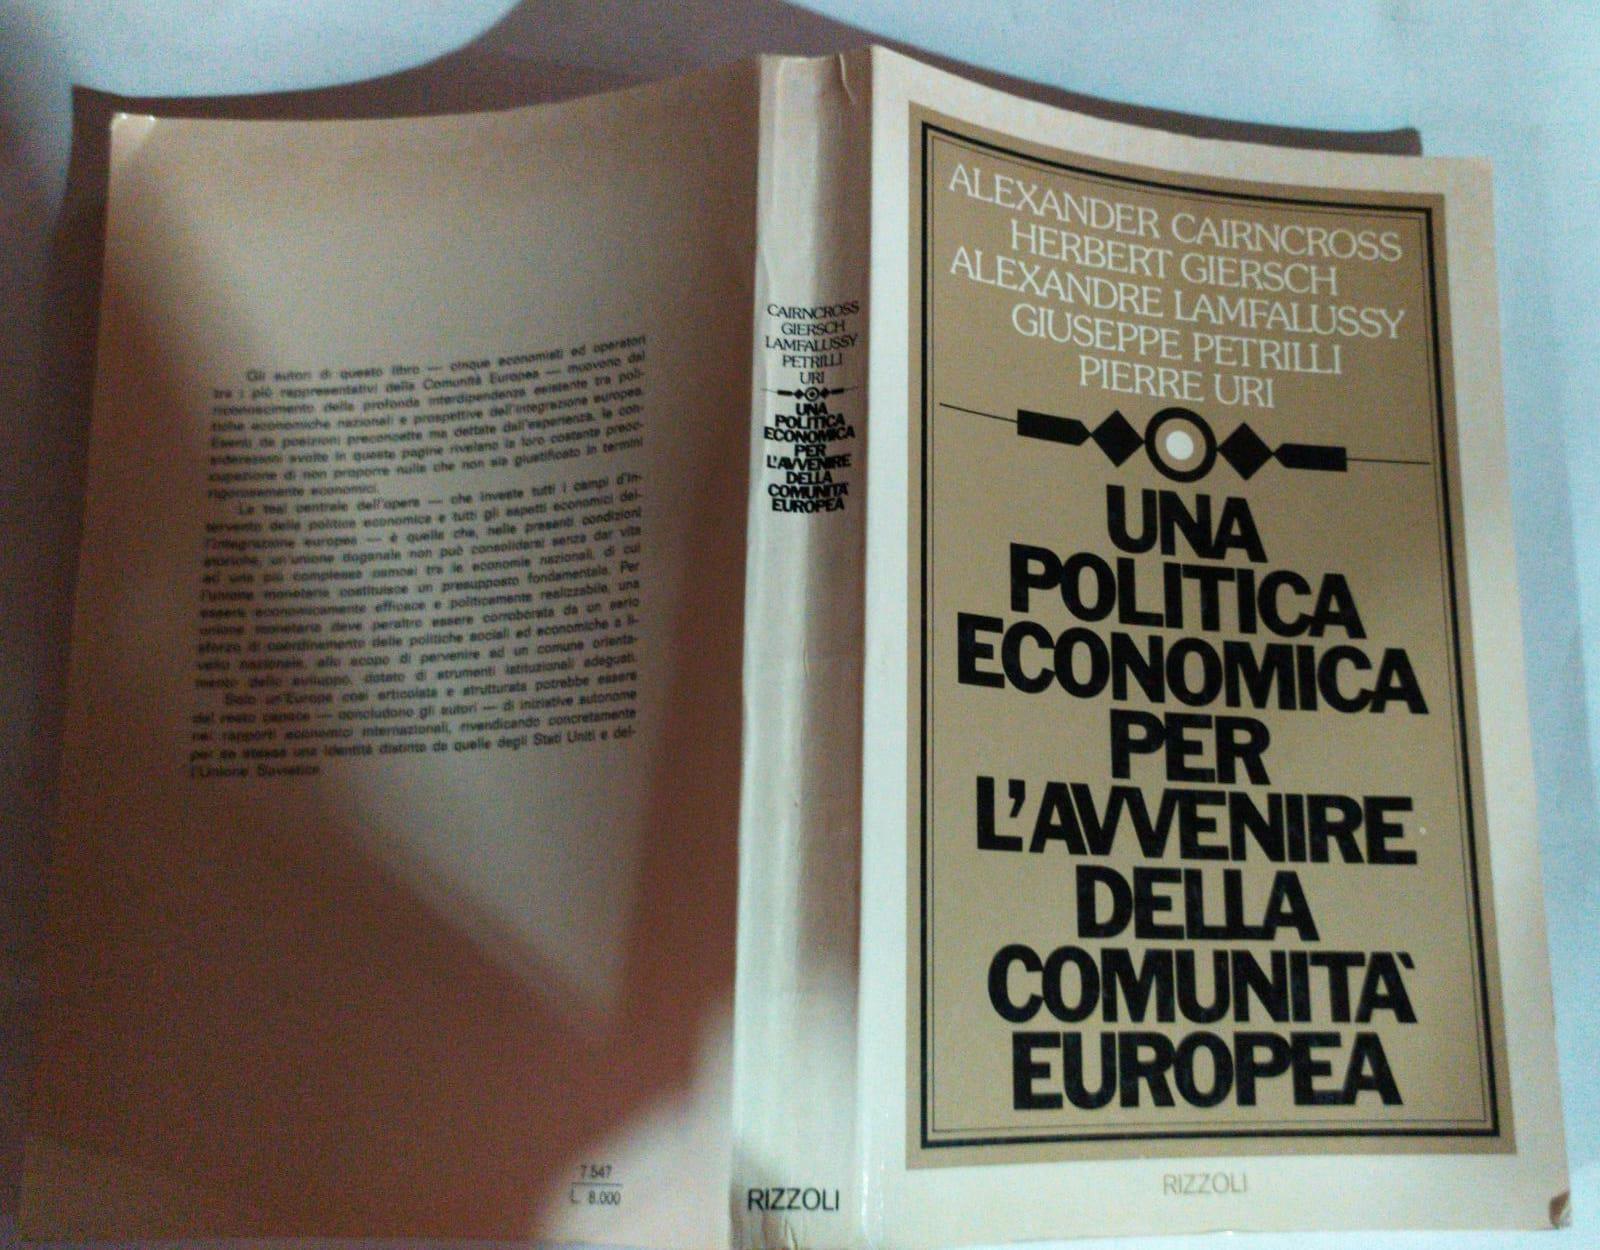 Gli autori di questo libro — cinque economisti ed operatori
tra i più rappresentativi della Comunità Europea — muovono dal
riconoscimento della profonda interdipendenza esistente tra poli-
tiche economiche nazionali e prospettive dell'integrazione europea.
Esenti da posizioni preconcette ma dettate dall'esperienza, le con-
siderazioni svolte in queste pagine rivelano la loro costante preoc-
cupazione di non proporre nulla che non sia giustificato in termini
rigorosamente economici.
La tesi centrale dell'opera — che investe tutti i campi d'in-
tervento della politica economica e tutti gli aspetti economici del-
l'integrazione europea — è quella che, nelle presenti condizioni
storiche, un'unione doganale non può consolidarsi senza dar vita
ad una più complessa osmosi tra le economie nazionali, di cui
l'unione monetaria costituisce un presupposto fondamentale. Per
essere economicamente efficace e politicamente realizzabile, una
unione monetaria deve peraltro essere corroborata da un serio
sforzo di coordinamento delle politiche sociali ed economiche a li-
vello nazionale, allo scopo di pervenire ad un comune orienta-
mento dello sviluppo, dotato di strumenti istituzionali adeguati.
Solo un'Europa così articolata e strutturata potrebbe essere
del resto capace — concludono gli autori — di iniziative autonome
nei rapporti economici internazionali, rivendicando concretamente
per se stessa una identità distinta da quelle degli Stati Uniti e del-
l'Unione Sovietica.
7.547
L. 8.000
CAIRNCROSS
GIERSCH
LAMFALUSSY
PETRILLI
URI
UNA
POLITICA
ECONOMICA
PER
L'AVVENIRE
DELLA
COMUNITA'
EUROPEA
RIZZOLI
ALEXANDER CAIRNCROSS
HERBERT GIERSCH
ALEXANDRE LAMFALUSSY
GIUSEPPE PETRILLI
PIERRE URI
UNA
POLITICA
ECONOMICA
PER
L'AVVENIRE
DELLA
COMUNITA'
EUROPEA
RIZZOLI